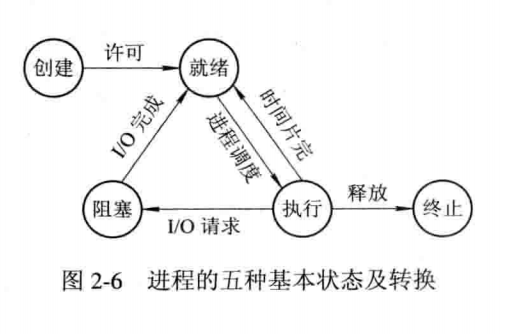 创建
许可
就绪
I/O 完成
进程调度
时间片完
阻塞
I/O 请求
执行
释放
终止
图 2-6 进程的五种基本状态及转换